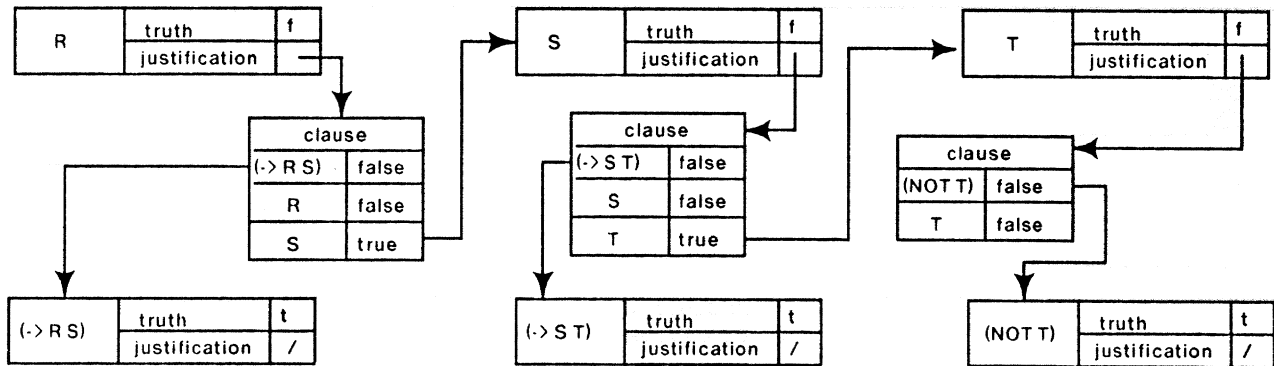 R truth f
justification
S truth f
justification
T truth f
justification
clause
(-> R S) false
R false
S true
clause
(-> S T) false
S false
T true
clause
(NOT T) false
T false
(-> R S) truth t
justification /
(-> S T) truth t
justification /
(NOT T) truth t
justification /